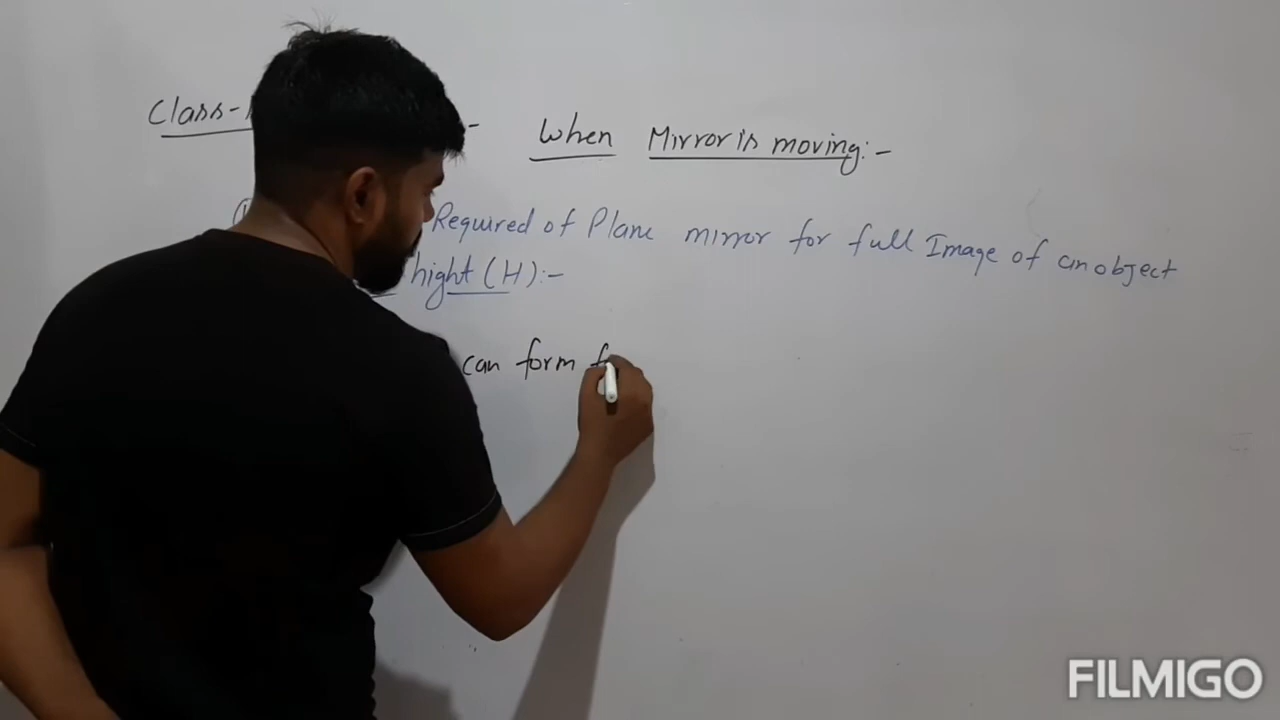 Class-
When Mirror is moving:-
Required of Plane mirror for full Image of an object
hight (H):-
can form f
FILMIGO